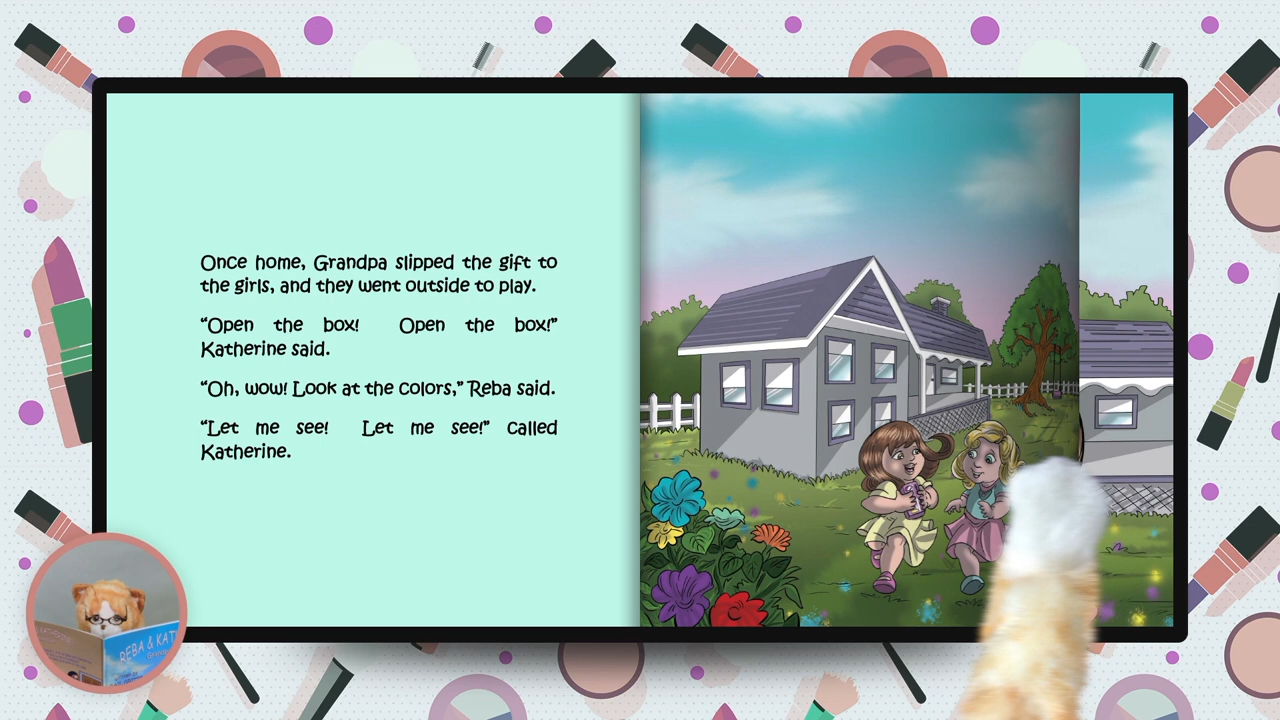 Once home, Grandpa slipped the gift to
the girls, and they went outside to play.
“Open the box! Open the box!”
Katherine said.
“Oh, wow! Look at the colors,” Reba said.
“Let me see! Let me see!” called
Katherine.
REBA & KAT